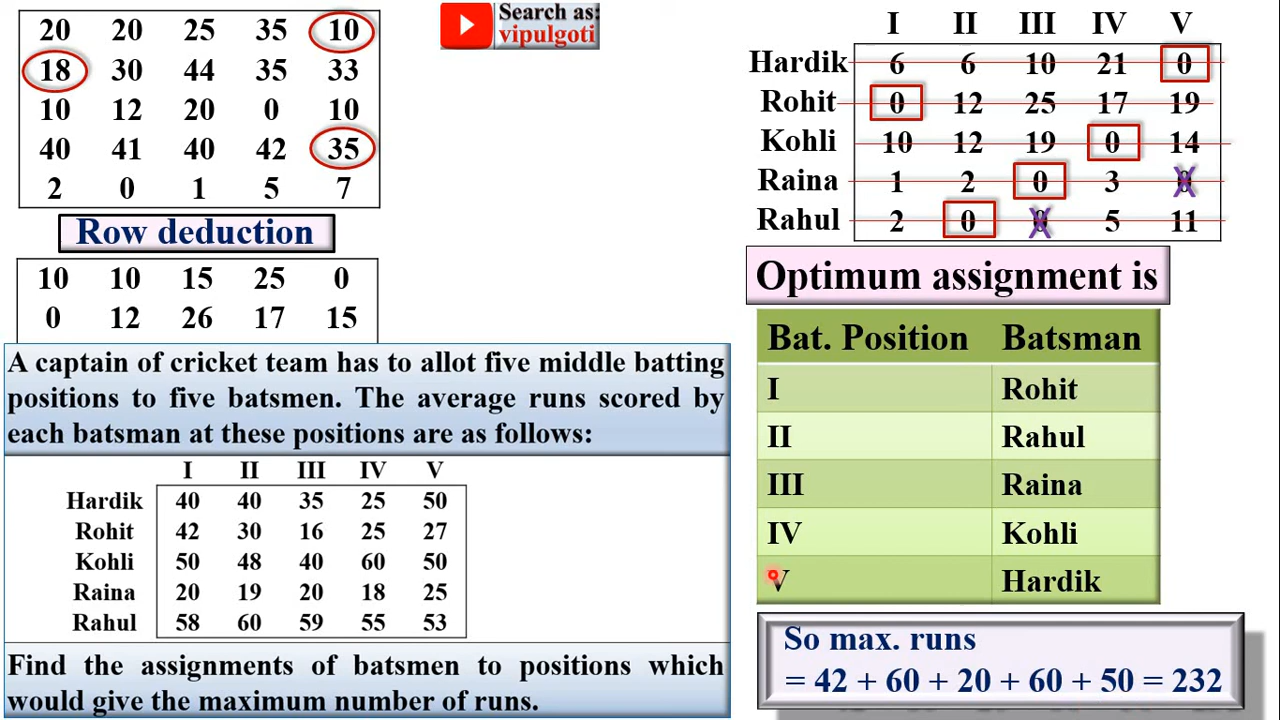 20 20 25 35 10
18 30 44 35 33
10 12 20 0 10
40 41 40 42 35
2 0 1 5 7
Row deduction
10 10 15 25 0
0 12 26 17 15
A captain of cricket team has to allot five middle batting
positions to five batsmen. The average runs scored by
each batsman at these positions are as follows:
I II III IV V
Hardik 40 40 35 25 50
Rohit 42 30 16 25 27
Kohli 50 48 40 60 50
Raina 20 19 20 18 25
Rahul 58 60 59 55 53
Find the assignments of batsmen to positions which
would give the maximum number of runs.
Search as:
vipulgoti
I II III IV V
Hardik 6 6 10 21 0
Rohit 0 12 25 17 19
Kohli 10 12 19 0 14
Raina 1 2 0 3 0
Rahul 2 0 0 5 11
Optimum assignment is
Bat. Position Batsman
I Rohit
II Rahul
III Raina
IV Kohli
V Hardik
So max. runs
= 42 + 60 + 20 + 60 + 50 = 232